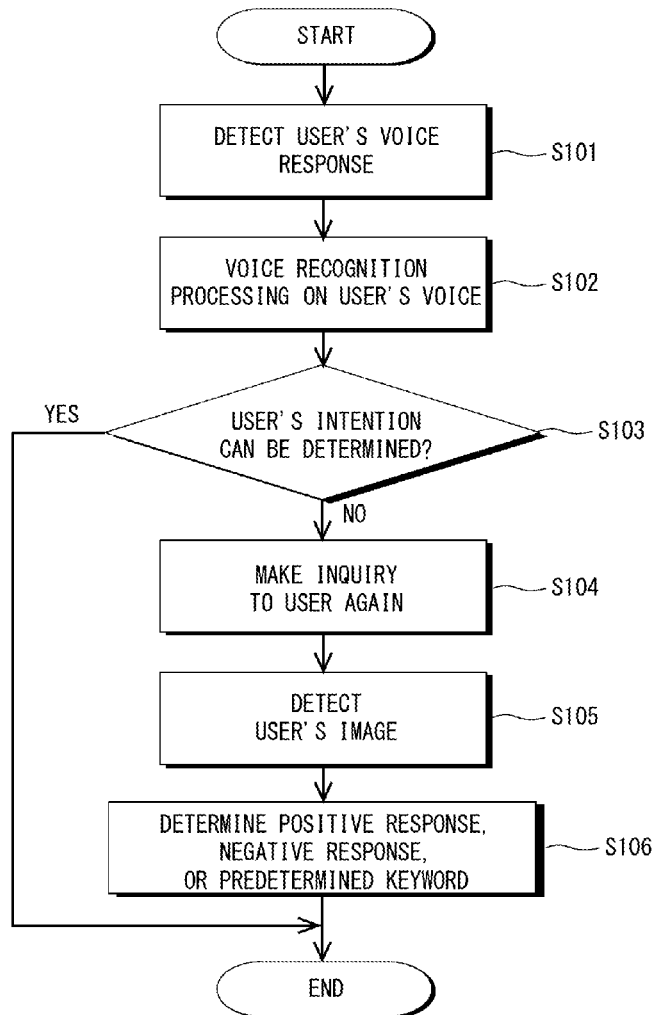 START
DETECT USER'S VOICE
RESPONSE
S101
VOICE RECOGNITION
PROCESSING ON USER'S VOICE
S102
YES
USER'S INTENTION
CAN BE DETERMINED?
S103
NO
MAKE INQUIRY
TO USER AGAIN
S104
DETECT
USER'S IMAGE
S105
DETERMINE POSITIVE RESPONSE,
NEGATIVE RESPONSE,
OR PREDETERMINED KEYWORD
S106
END